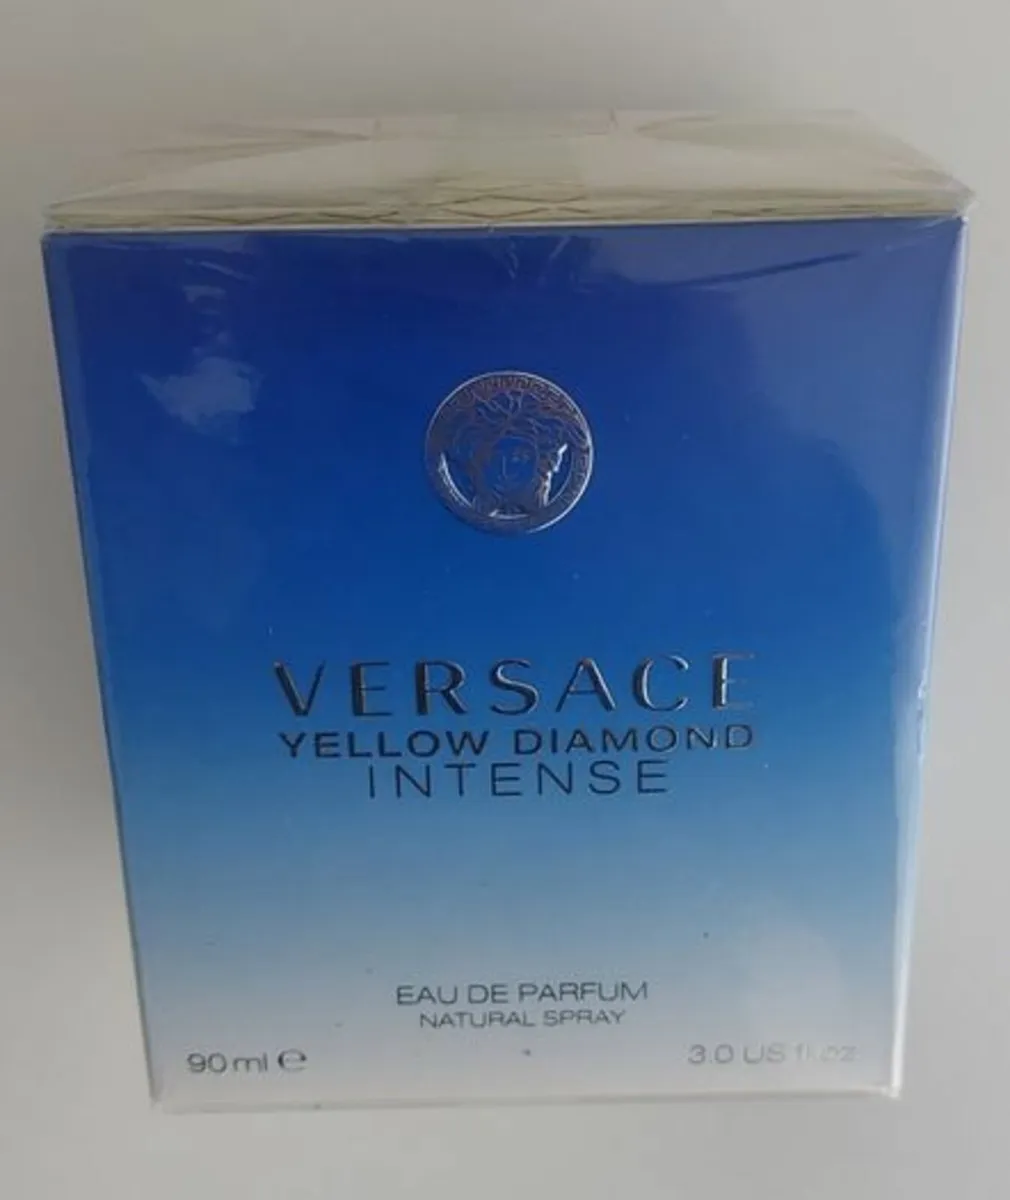 VERSACE
YELLOW DIAMOND
INTENSE
EAU DE PARFUM
NATURAL SPRAY
90 ml ℮
3.0 US fl oz